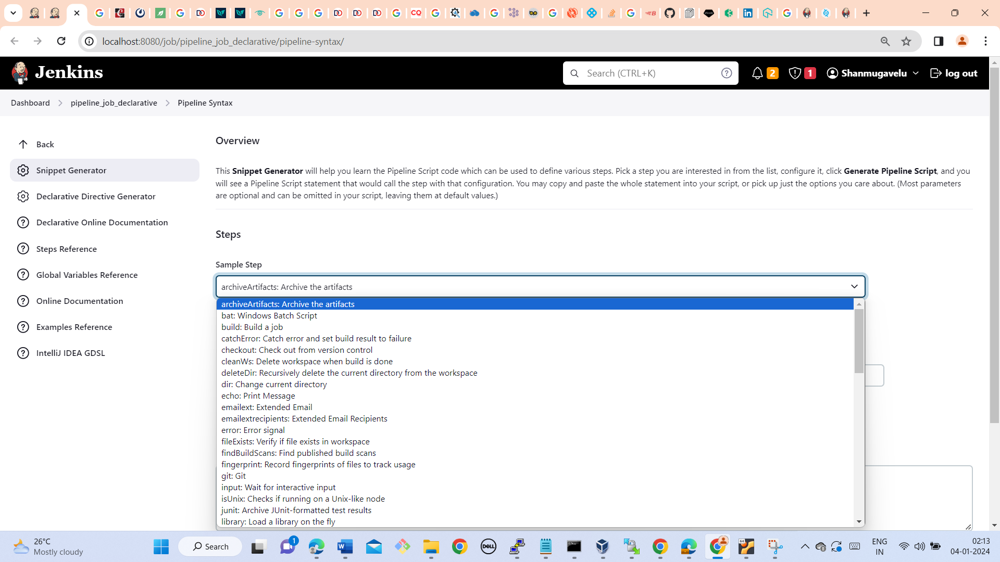 localhost:8080/job/pipeline_job_declarative/pipeline-syntax/
Jenkins
Search (CTRL+K)
2
1
Shanmugavelu
log out
Dashboard
pipeline_job_declarative
Pipeline Syntax
Back
Snippet Generator
Declarative Directive Generator
Declarative Online Documentation
Steps Reference
Global Variables Reference
Online Documentation
Examples Reference
IntelliJ IDEA GDSL
Overview
This Snippet Generator will help you learn the Pipeline Script code which can be used to define various steps. Pick a step you are interested in from the list, configure it, click Generate Pipeline Script, and you
will see a Pipeline Script statement that would call the step with that configuration. You may copy and paste the whole statement into your script, or pick up just the options you care about. (Most parameters
are optional and can be omitted in your script, leaving them at default values.)
Steps
Sample Step
archiveArtifacts: Archive the artifacts
archiveArtifacts: Archive the artifacts
bat: Windows Batch Script
build: Build a job
catchError: Catch error and set build result to failure
checkout: Check out from version control
cleanWs: Delete workspace when build is done
deleteDir: Recursively delete the current directory from the workspace
dir: Change current directory
echo: Print Message
emailext: Extended Email
emailextrecipients: Extended Email Recipients
error: Error signal
fileExists: Verify if file exists in workspace
findBuildScans: Find published build scans
fingerprint: Record fingerprints of files to track usage
git: Git
input: Wait for interactive input
isUnix: Checks if running on a Unix-like node
junit: Archive JUnit-formatted test results
library: Load a library on the fly
26°C
Mostly cloudy
Search
1
DELL
64
ENG
IN
02:13
04-01-2024